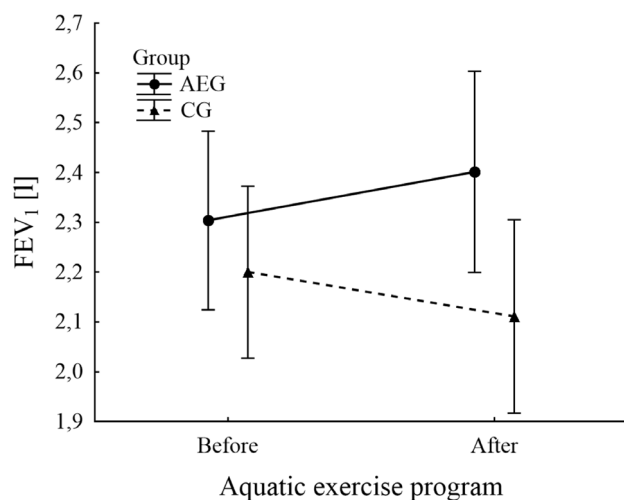 2,7
2,6
2,5
2,4
2,3
2,2
2,1
2,0
1,9
FEV₁ [l]
Group
AEG
CG
Before After
Aquatic exercise program